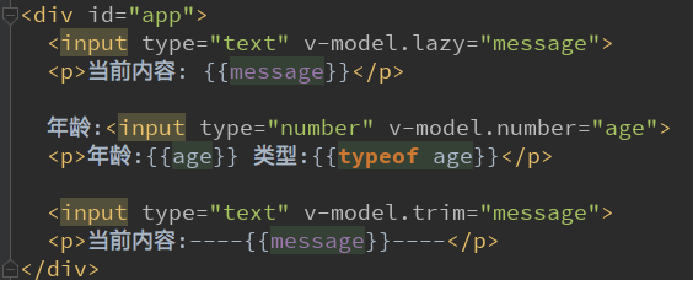 <div id="app">
<input type="text" v-model.lazy="message">
<p>当前内容: {{message}}</p>
年龄:<input type="number" v-model.number="age">
<p>年龄:{{age}} 类型:{{typeof age}}</p>
<input type="text" v-model.trim="message">
<p>当前内容:----{{message}}----</p>
</div>